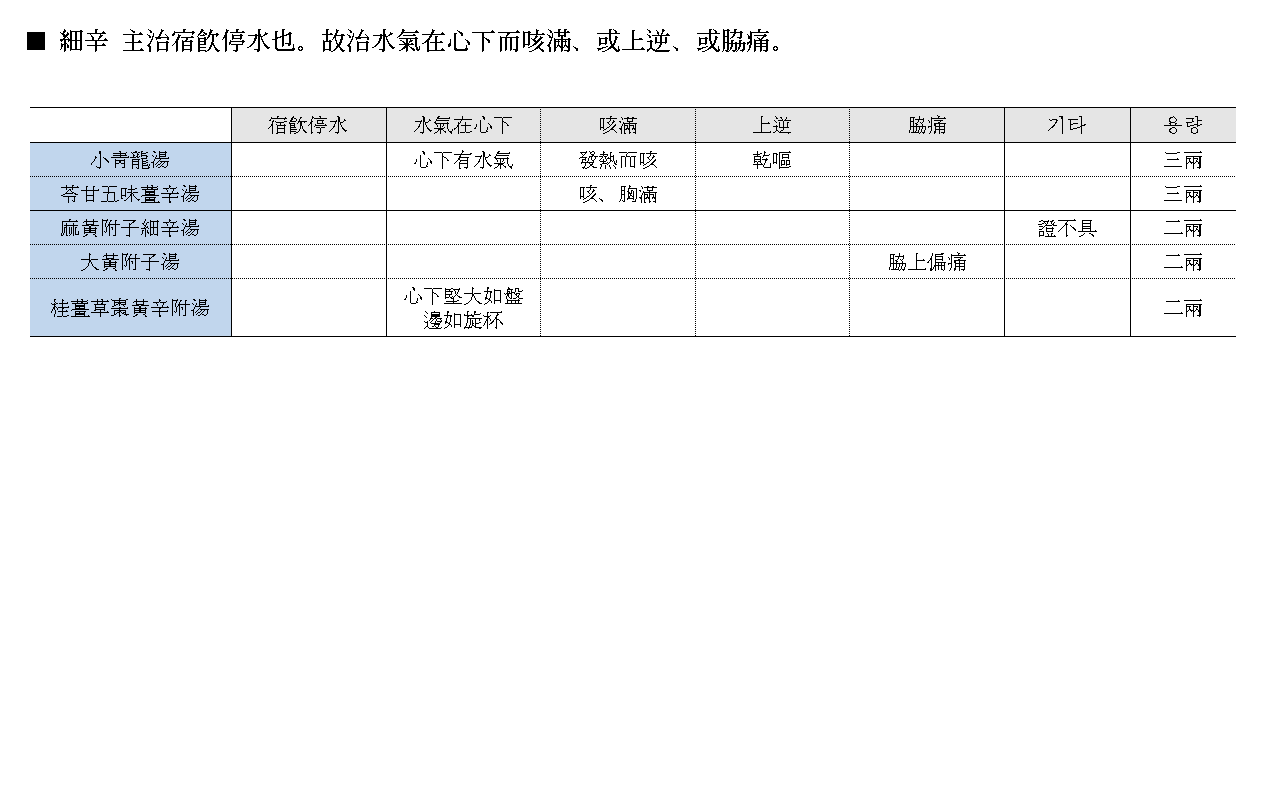 ■ 細辛 主治宿飮停水也。故治水氣在心下而咳滿、或上逆、或脇痛。
宿飮停水 水氣在心下 咳滿 上逆 脇痛 기타 용량
小靑龍湯 心下有水氣 發熱而咳 乾嘔 三兩
苓甘五味薑辛湯 咳、胸滿 三兩
麻黃附子細辛湯 證不具 二兩
大黃附子湯 脇上偏痛 二兩
桂薑草棗黃辛附湯 心下堅大如盤 二兩
邊如旋杯